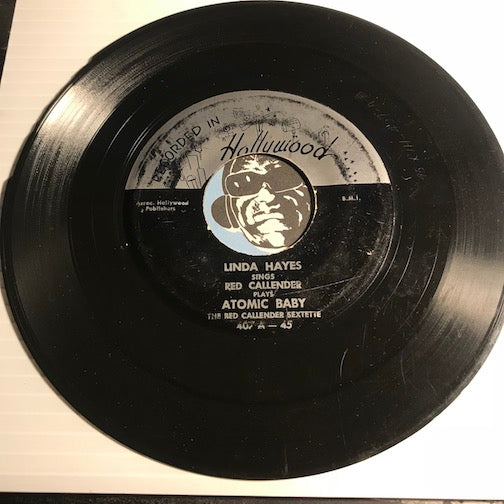 RECORDED IN
Hollywood
Assoc. Hollywood
Publishers
B.M.I.
LINDA HAYES
SINGS
RED CALLENDER
PLAYS
ATOMIC BABY
THE RED CALLENDER SEXTETTE
407 A — 45